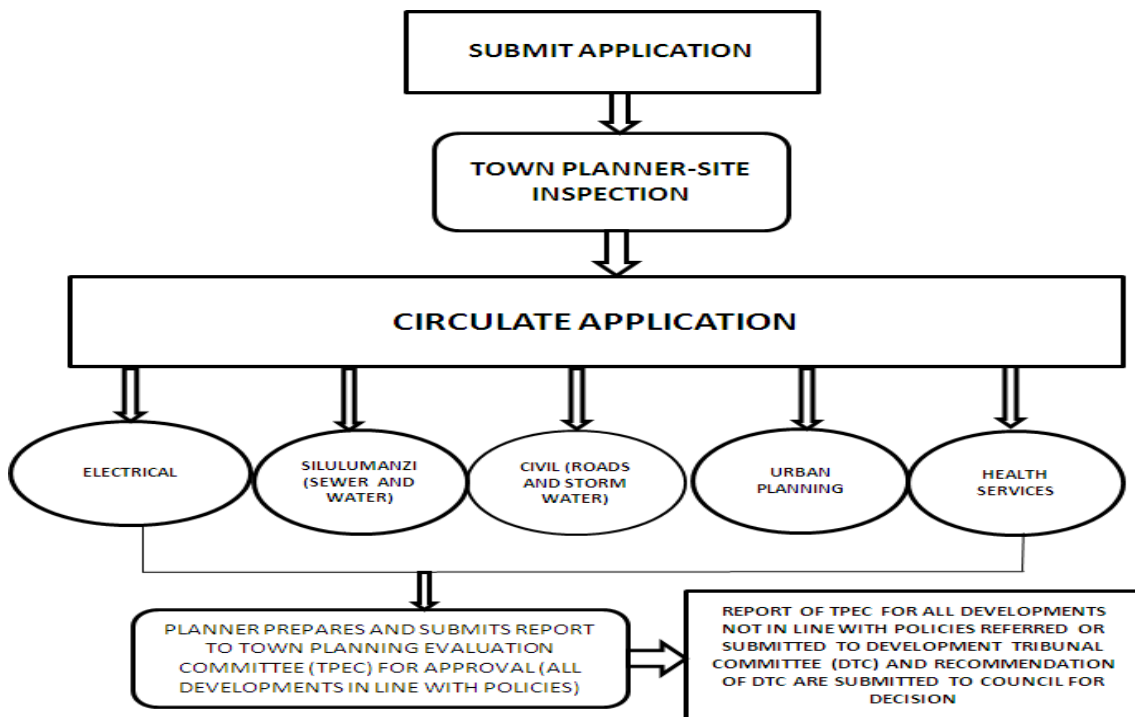 SUBMIT APPLICATION
TOWN PLANNER-SITE
INSPECTION
CIRCULATE APPLICATION
ELECTRICAL
SILULUMANZI
(SEWER AND
WATER)
CIVIL (ROADS
AND STORM
WATER)
URBAN
PLANNING
HEALTH
SERVICES
PLANNER PREPARES AND SUBMITS REPORT
TO TOWN PLANNING EVALUATION
COMMITTEE (TPEC) FOR APPROVAL (ALL
DEVELOPMENTS IN LINE WITH POLICIES)
REPORT OF TPEC FOR ALL DEVELOPMENTS
NOT IN LINE WITH POLICIES REFERRED OR
SUBMITTED TO DEVELOPMENT TRIBUNAL
COMMITTEE (DTC) AND RECOMMENDATION
OF DTC ARE SUBMITTED TO COUNCIL FOR
DECISION